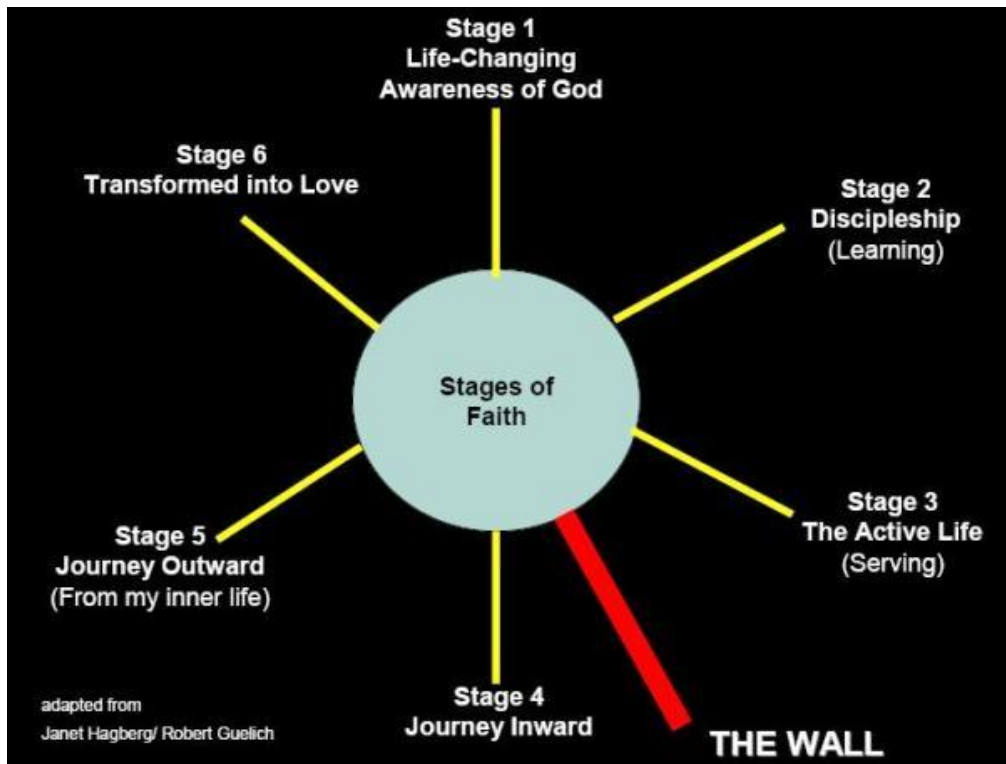 Stage 1
Life-Changing
Awareness of God
Stage 6
Transformed into Love
Stage 2
Discipleship
(Learning)
Stages of
Faith
Stage 3
The Active Life
(Serving)
Stage 5
Journey Outward
(From my inner life)
Stage 4
Journey Inward
THE WALL
adapted from
Janet Hagberg/ Robert Guelich